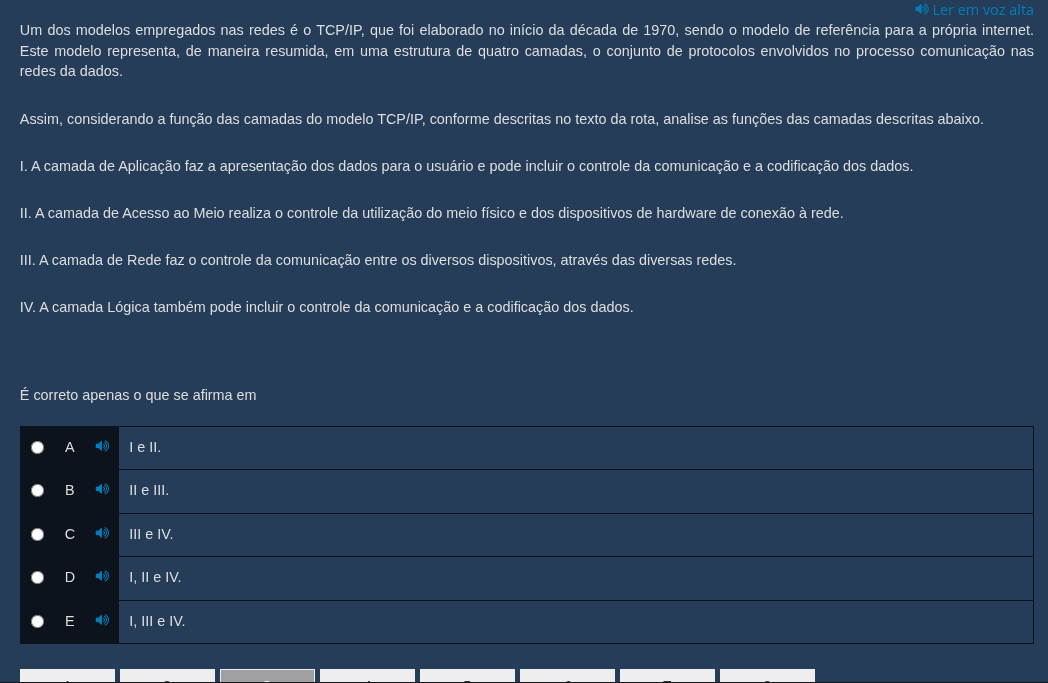 Ler em voz alta
Um dos modelos empregados nas redes é o TCP/IP, que foi elaborado no início da década de 1970, sendo o modelo de referência para a própria internet.
Este modelo representa, de maneira resumida, em uma estrutura de quatro camadas, o conjunto de protocolos envolvidos no processo comunicação nas
redes da dados.
Assim, considerando a função das camadas do modelo TCP/IP, conforme descritas no texto da rota, analise as funções das camadas descritas abaixo.
I. A camada de Aplicação faz a apresentação dos dados para o usuário e pode incluir o controle da comunicação e a codificação dos dados.
II. A camada de Acesso ao Meio realiza o controle da utilização do meio físico e dos dispositivos de hardware de conexão à rede.
III. A camada de Rede faz o controle da comunicação entre os diversos dispositivos, através das diversas redes.
IV. A camada Lógica também pode incluir o controle da comunicação e a codificação dos dados.
É correto apenas o que se afirma em
A I e II.
B II e III.
C III e IV.
D I, II e IV.
E I, III e IV.